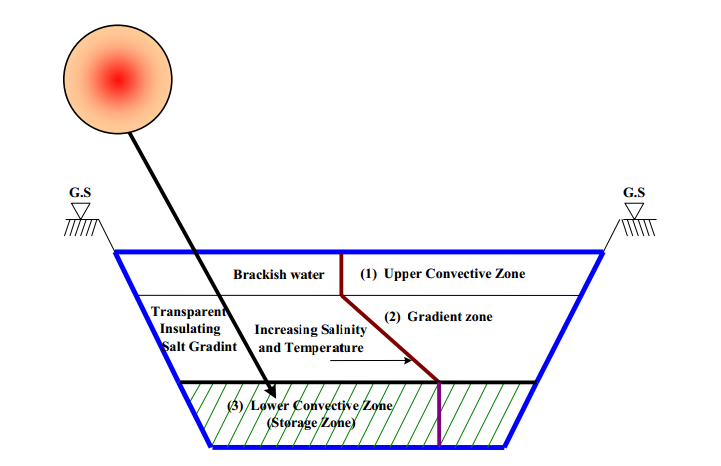 G.S
G.S
Brackish water
(1) Upper Convective Zone
Transparent
Insulating
Salt Gradint
(2) Gradient zone
Increasing Salinity
and Temperature
(3) Lower Convective Zone
(Storage Zone)